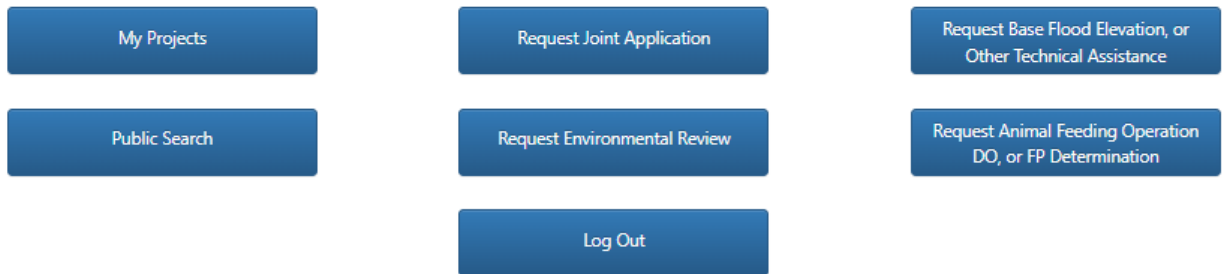 My Projects
Request Joint Application
Request Base Flood Elevation, or
Other Technical Assistance
Public Search
Request Environmental Review
Request Animal Feeding Operation
DO, or FP Determination
Log Out